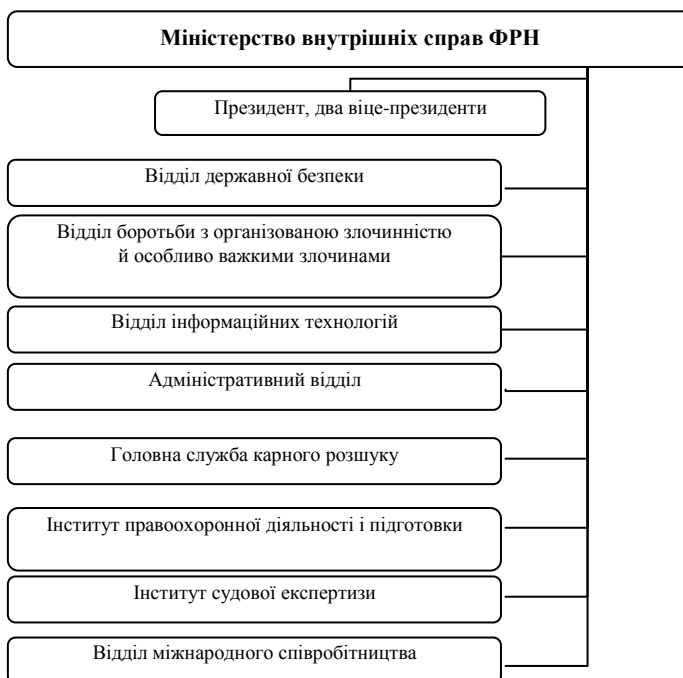 Міністерство внутрішніх справ ФРН
Президент, два віце-президенти
Відділ державної безпеки
Відділ боротьби з організованою злочинністю
й особливо важкими злочинами
Відділ інформаційних технологій
Адміністративний відділ
Головна служба карного розшуку
Інститут правоохоронної діяльності і підготовки
Інститут судової експертизи
Відділ міжнародного співробітництва